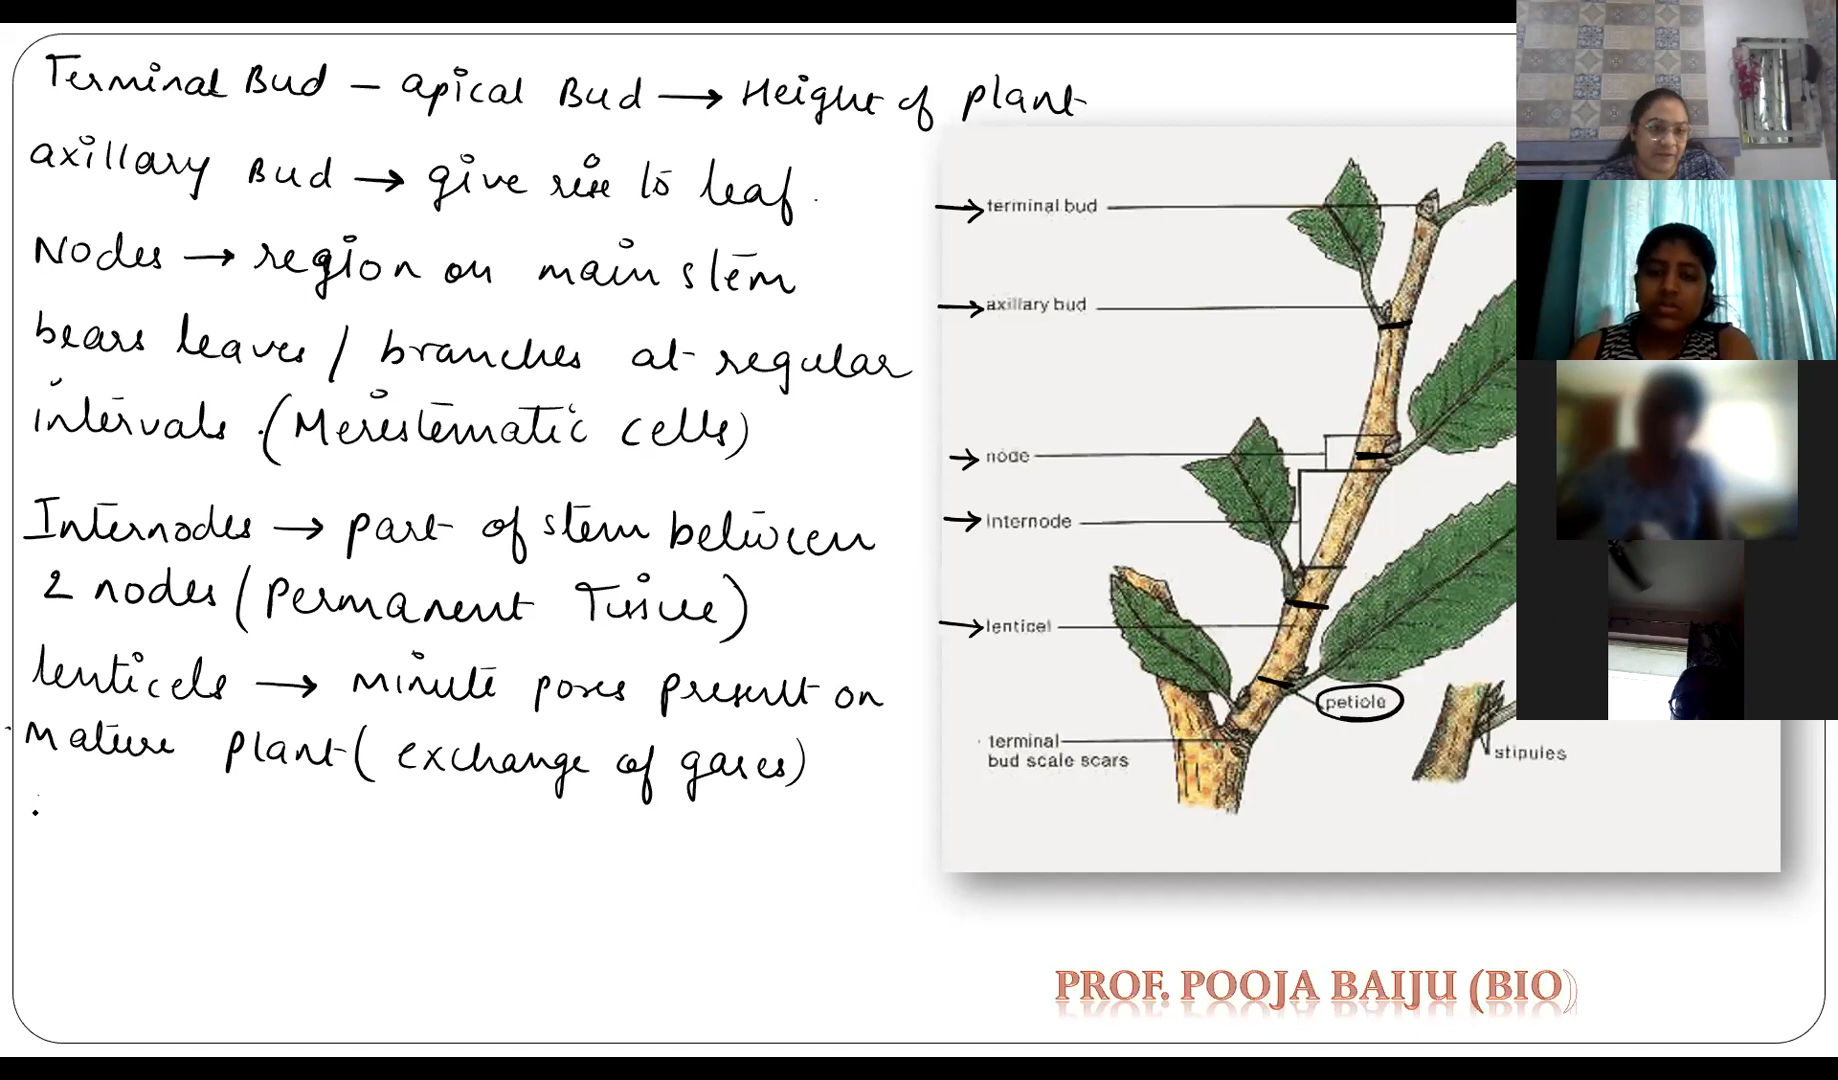 Terminal Bud – apical Bud → Height of plant
axillary Bud → give rise to leaf.
Nodes → region on main stem
bears leaves / branches at regular
intervals. (Meristematic cells)
Internodes → part of stem between
2 nodes (Permanent Tissue)
lenticels → minute pores present on
mature plant (exchange of gases)
terminal bud
axillary bud
node
Internode
lenticel
petiole
terminal
bud scale scars
stipules
PROF. POOJA BAIJU (BIO)